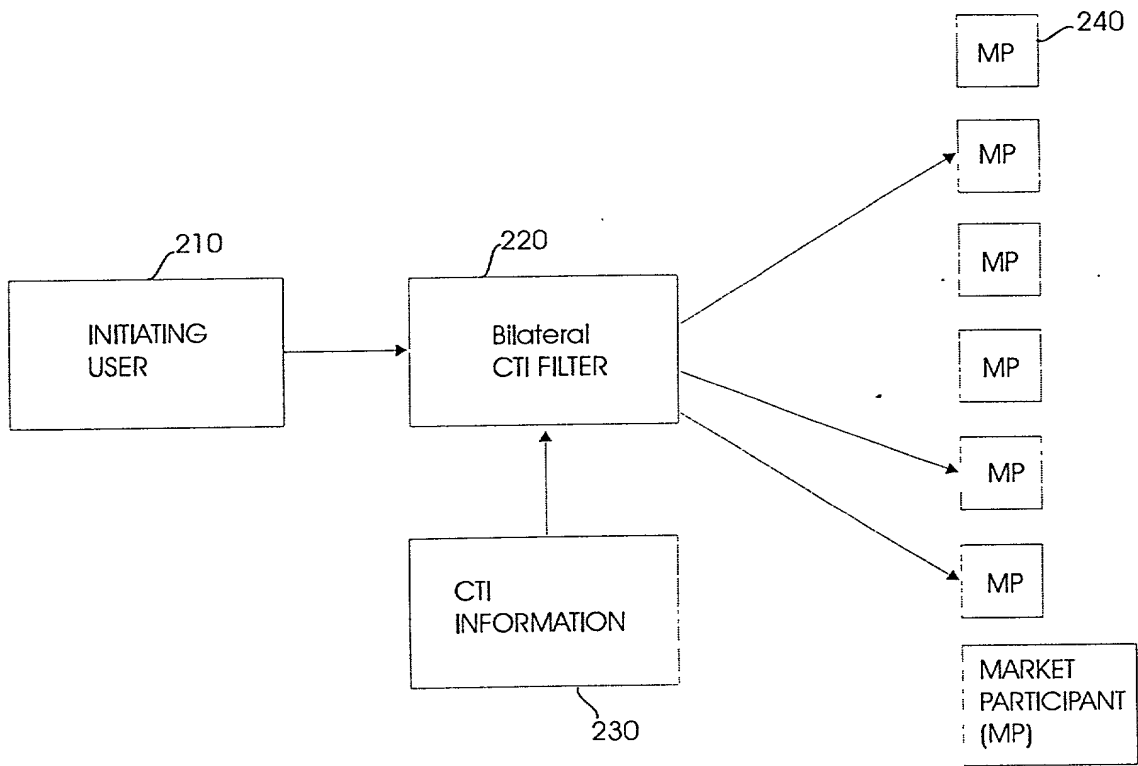 240
MP
MP
210
220
MP
INITIATING
USER
Bilateral
CTI FILTER
MP
MP
CTI
INFORMATION
MP
230
MARKET
PARTICIPANT
(MP)